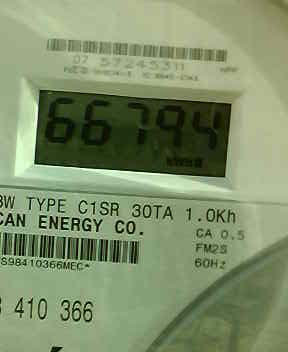 07 57245311
66794
kWh
3W TYPE C1SR 30TA 1.0Kh
CAN ENERGY CO.
CA 0.5
FM2S
60Hz
*S98410366MEC*
410 366